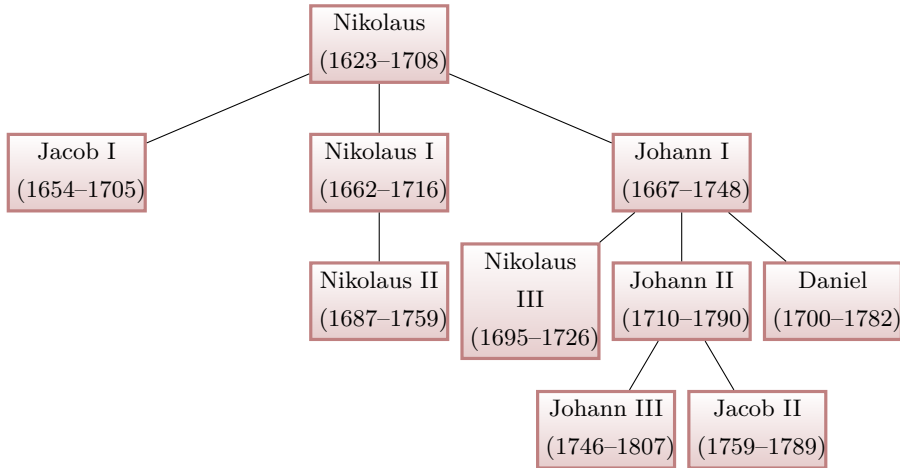 Nikolaus
(1623–1708)
Jacob I
(1654–1705)
Nikolaus I
(1662–1716)
Johann I
(1667–1748)
Nikolaus II
(1687–1759)
Nikolaus
III
(1695–1726)
Johann II
(1710–1790)
Daniel
(1700–1782)
Johann III
(1746–1807)
Jacob II
(1759–1789)